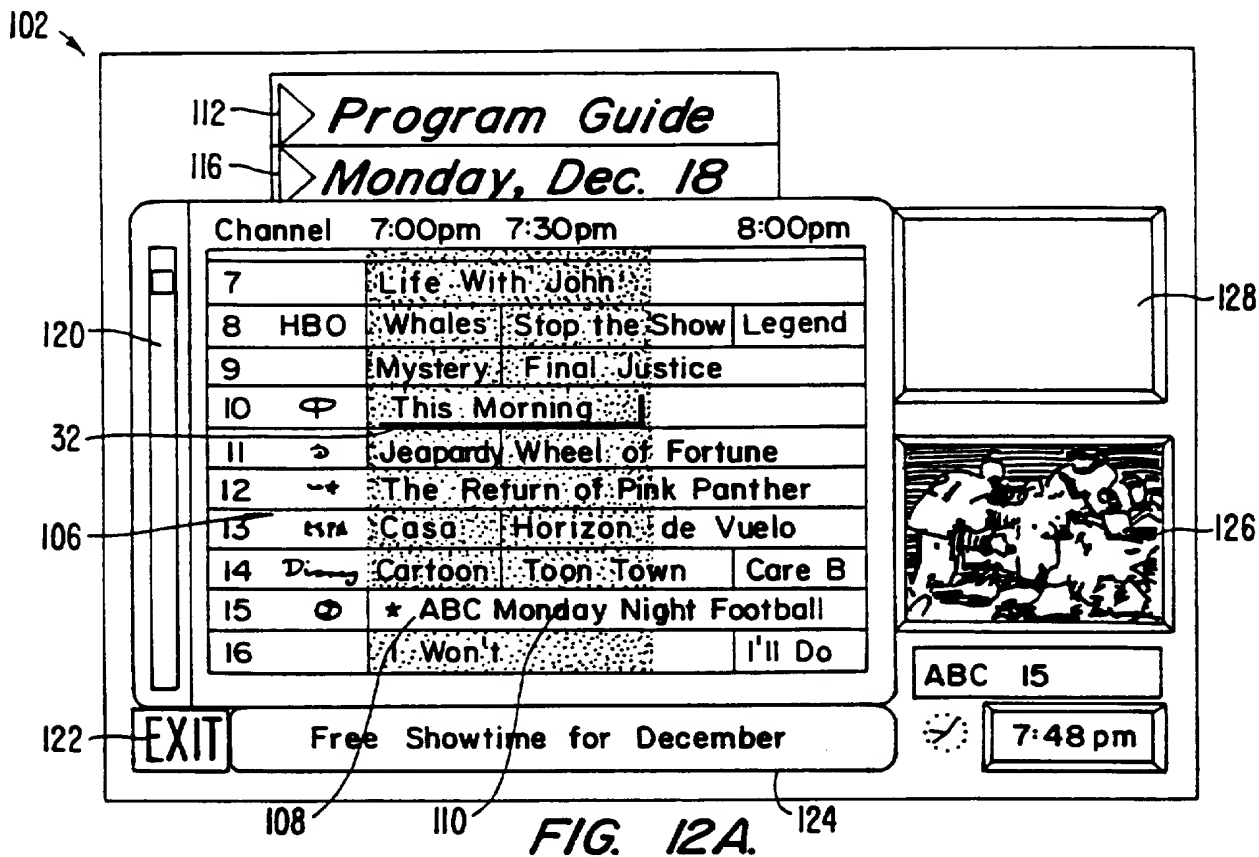 102
112
Program Guide
116
Monday, Dec. 18
Channel 7:00pm 7:30pm 8:00pm
7 Life With John
8 HBO Whales Stop the Show Legend
128
120
9 Mystery Final Justice
10 This Morning
32
11 Jeapardy Wheel of Fortune
12 The Return of Pink Panther
106
13 Casa Horizon de Vuelo
126
14 Disney Cartoon Toon Town Care B
15 * ABC Monday Night Football
16 I Won't I'll Do
ABC 15
122
EXIT
Free Showtime for December
7:48 pm
108
110
124
FIG. 12A.